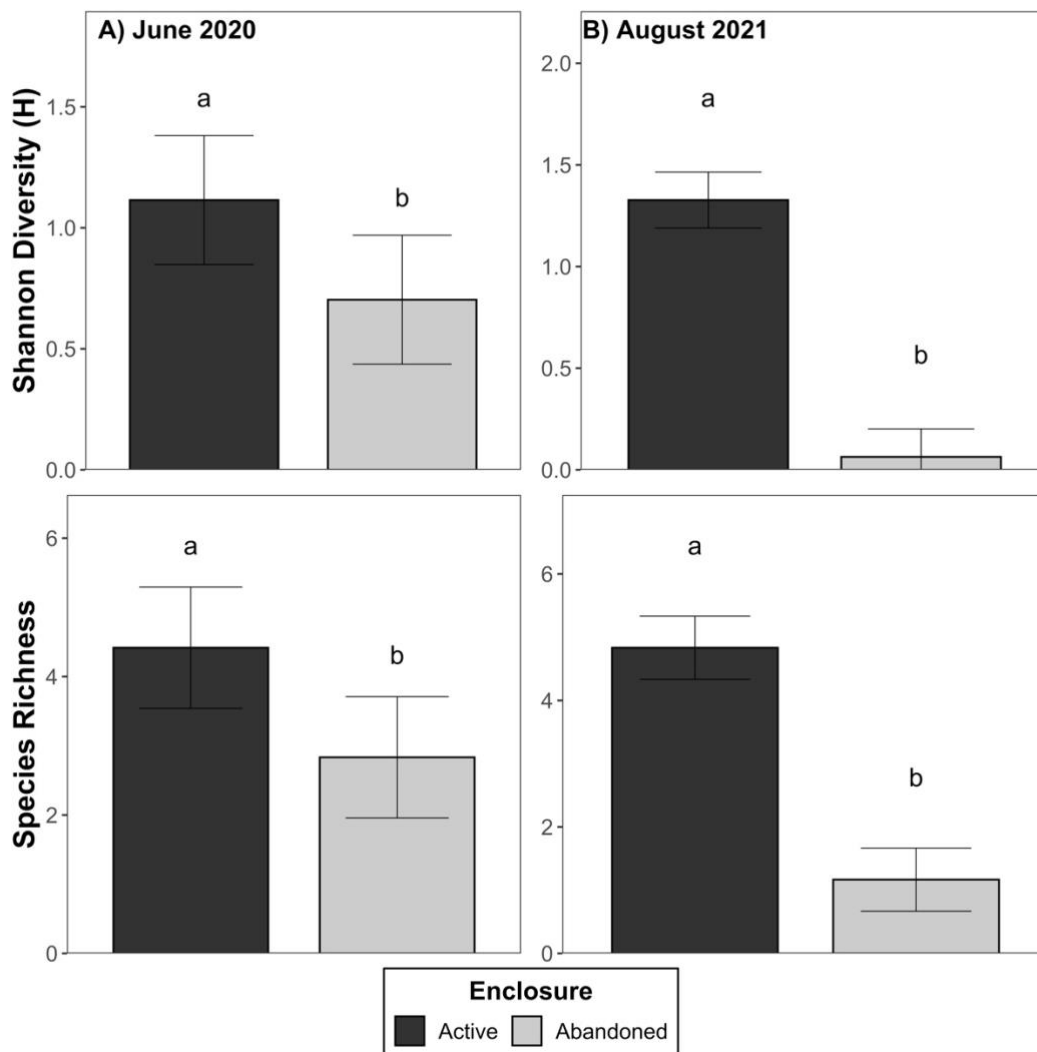 A) June 2020
B) August 2021
Shannon Diversity (H)
1.5
1.0
0.5
0.0
a
b
2.0
1.5
1.0
0.5
0.0
a
b
Species Richness
6
4
2
0
a
b
6
4
2
0
a
b
Enclosure
Active Abandoned